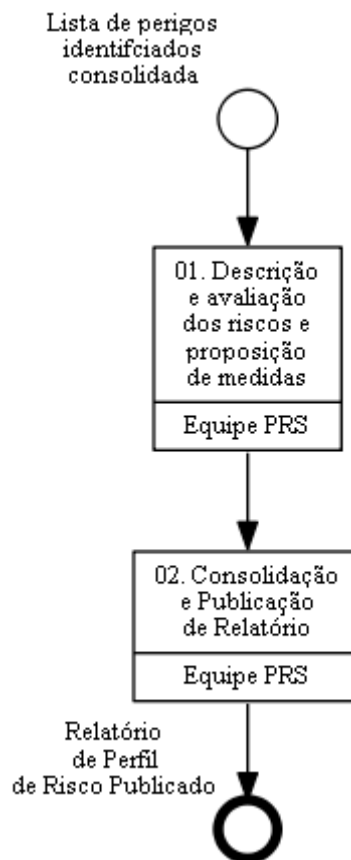 Lista de perigos
identifciados
consolidada
01. Descrição
e avaliação
dos riscos e
proposição
de medidas
Equipe PRS
02. Consolidação
e Publicação
de Relatório
Equipe PRS
Relatório
de Perfil
de Risco Publicado